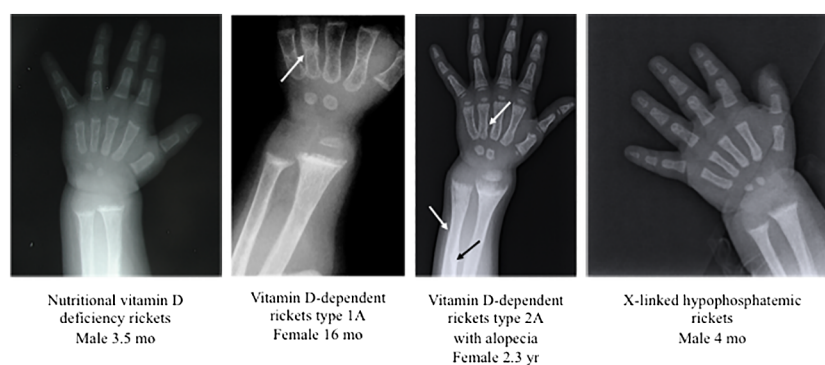 Nutritional vitamin D
deficiency rickets
Male 3.5 mo
Vitamin D-dependent
rickets type 1A
Female 16 mo
Vitamin D-dependent
rickets type 2A
with alopecia
Female 2.3 yr
X-linked hypophosphatemic
rickets
Male 4 mo